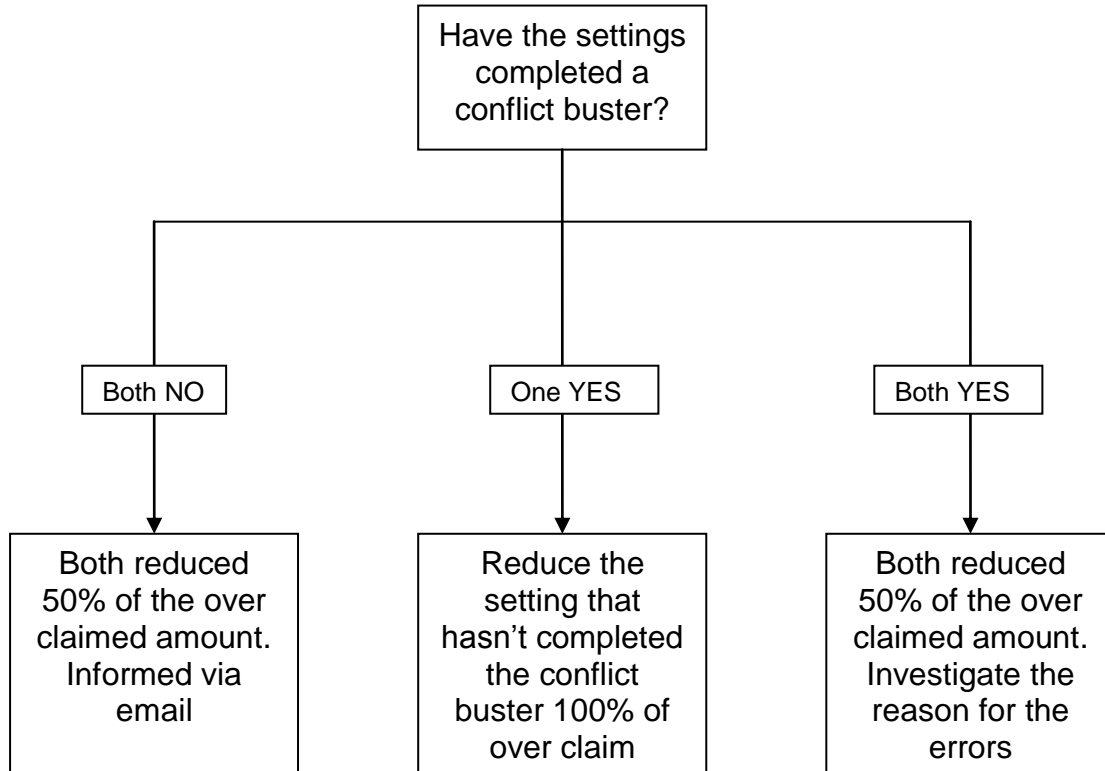 Have the settings
completed a
conflict buster?
Both NO
One YES
Both YES
Both reduced
50% of the over
claimed amount.
Informed via
email
Reduce the
setting that
hasn’t completed
the conflict
buster 100% of
over claim
Both reduced
50% of the over
claimed amount.
Investigate the
reason for the
errors